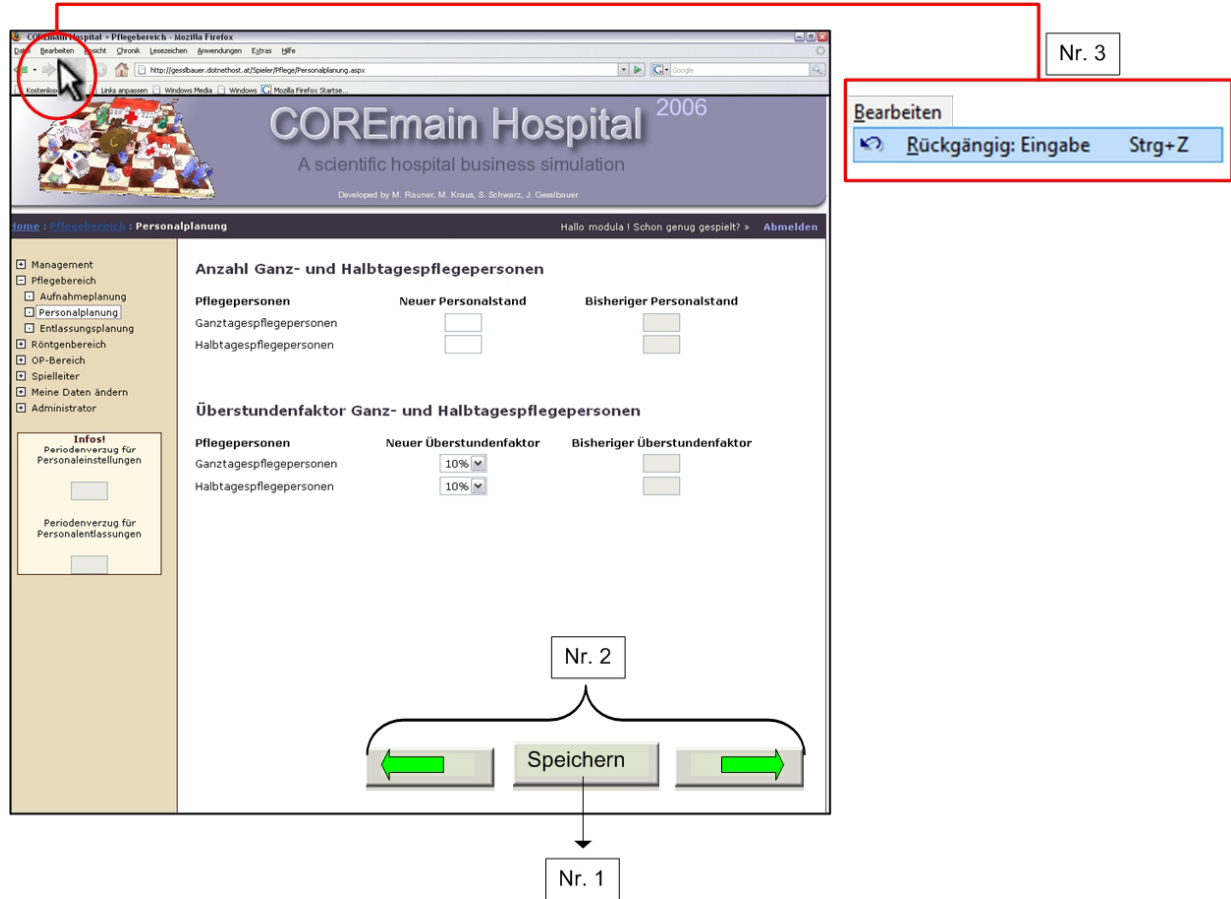 COREmain Hospital > Pflegebereich - Mozilla Firefox
Datei Bearbeiten Ansicht Chronik Lesezeichen Anwendungen Extras Hilfe
http://gesslbauer.dotnethost.at/Spieler/Pflege/Personalplanung.aspx
Google
Links anpassen Windows Media Windows Mozilla Firefox Startse...
Nr. 3
Bearbeiten
Rückgängig: Eingabe Strg+Z
COREmain Hospital 2006
A scientific hospital business simulation
Developed by M. Rauner, M. Kraus, S. Schwarz, J. Gesslbauer
Home : Pflegebereich : Personalplanung
Hallo modula ! Schon genug gespielt? » Abmelden
Management
Pflegebereich
Aufnahmeplanung
Personalplanung
Entlassungsplanung
Röntgenbereich
OP-Bereich
Spielleiter
Meine Daten ändern
Administrator
Infos!
Periodenverzug für
Personaleinstellungen
Periodenverzug für
Personalentlassungen
Anzahl Ganz- und Halbtagespflegepersonen
Pflegepersonen Neuer Personalstand Bisheriger Personalstand
Ganztagespflegepersonen
Halbtagespflegepersonen
Überstundenfaktor Ganz- und Halbtagespflegepersonen
Pflegepersonen Neuer Überstundenfaktor Bisheriger Überstundenfaktor
Ganztagespflegepersonen 10%
Halbtagespflegepersonen 10%
Nr. 2
Speichern
Nr. 1